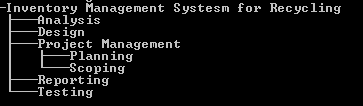 Inventory Management Systesm for Recycling
Analysis
Design
Project Management
Planning
Scoping
Reporting
Testing